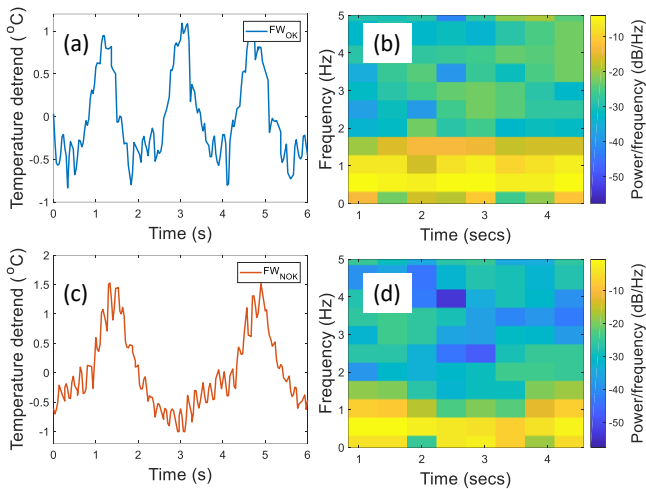 (a)
FW_OK
Temperature detrend ( °C)
1
0.5
0
-0.5
-1
0 1 2 3 4 5 6
Time (s)
(b)
Frequency (Hz)
5
4
3
2
1
0
1 2 3 4
Time (secs)
-10
-20
-30
-40
-50
Power/frequency (dB/Hz)
(c)
FW_NOK
Temperature detrend ( °C)
2
1.5
1
0.5
0
-0.5
-1
0 1 2 3 4 5 6
Time (s)
(d)
Frequency (Hz)
5
4
3
2
1
0
1 2 3 4
Time (secs)
-10
-20
-30
-40
-50
Power/frequency (dB/Hz)